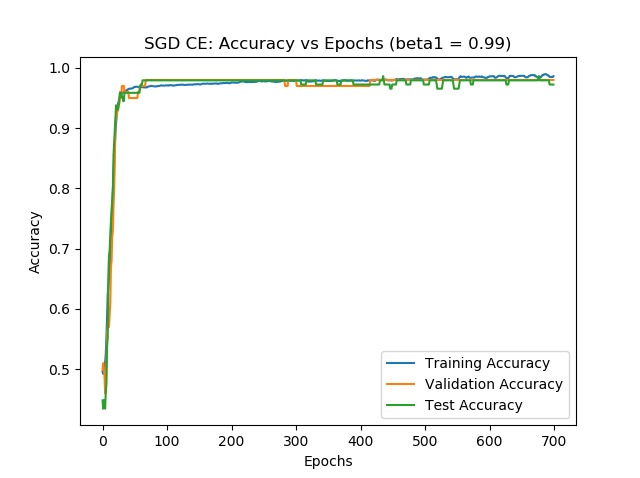 SGD CE: Accuracy vs Epochs (beta1 = 0.99)
1.0
0.9
0.8
0.7
0.6
0.5
Accuracy
Training Accuracy
Validation Accuracy
Test Accuracy
0 100 200 300 400 500 600 700
Epochs